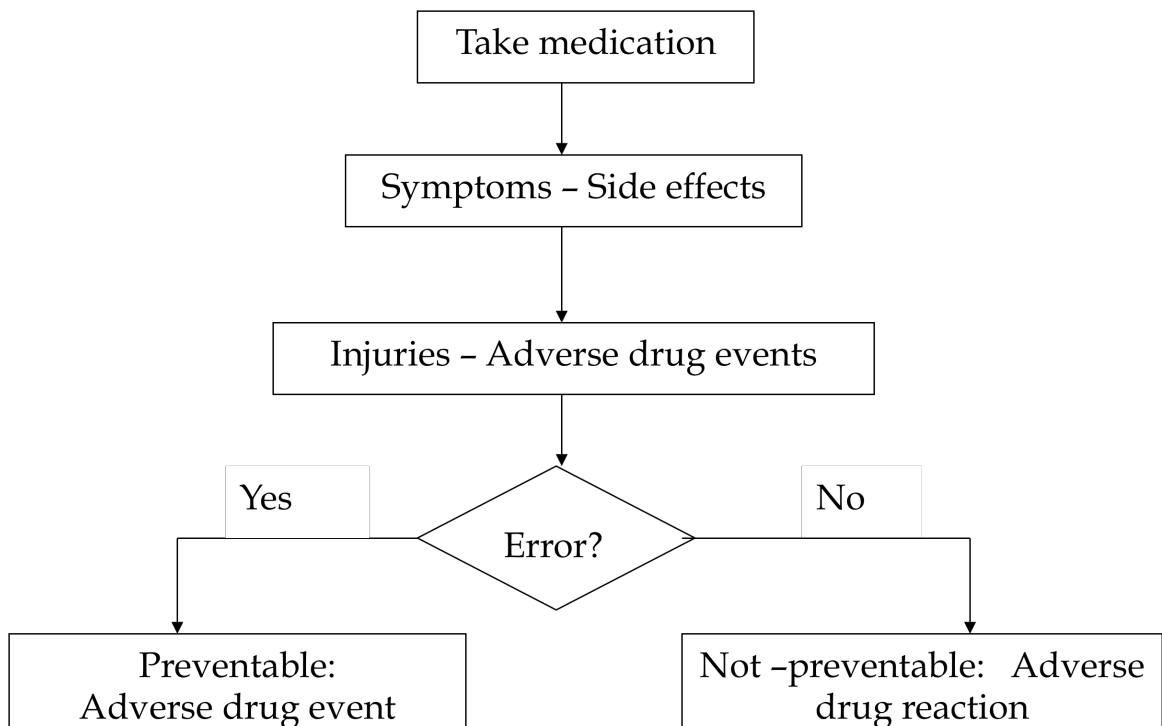 Take medication
Symptoms – Side effects
Injuries – Adverse drug events
Yes
No
Error?
Preventable:
Adverse drug event
Not –preventable: Adverse
drug reaction